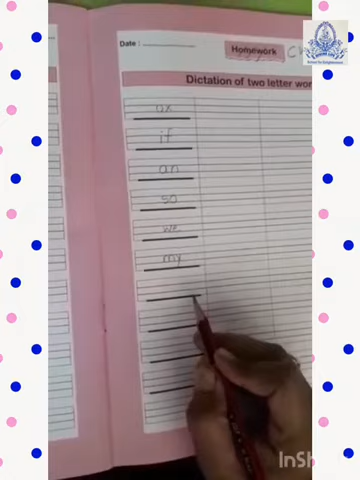 Date :
Homework
Dictation of two letter wor
ox
if
an
so
we
my
InSh